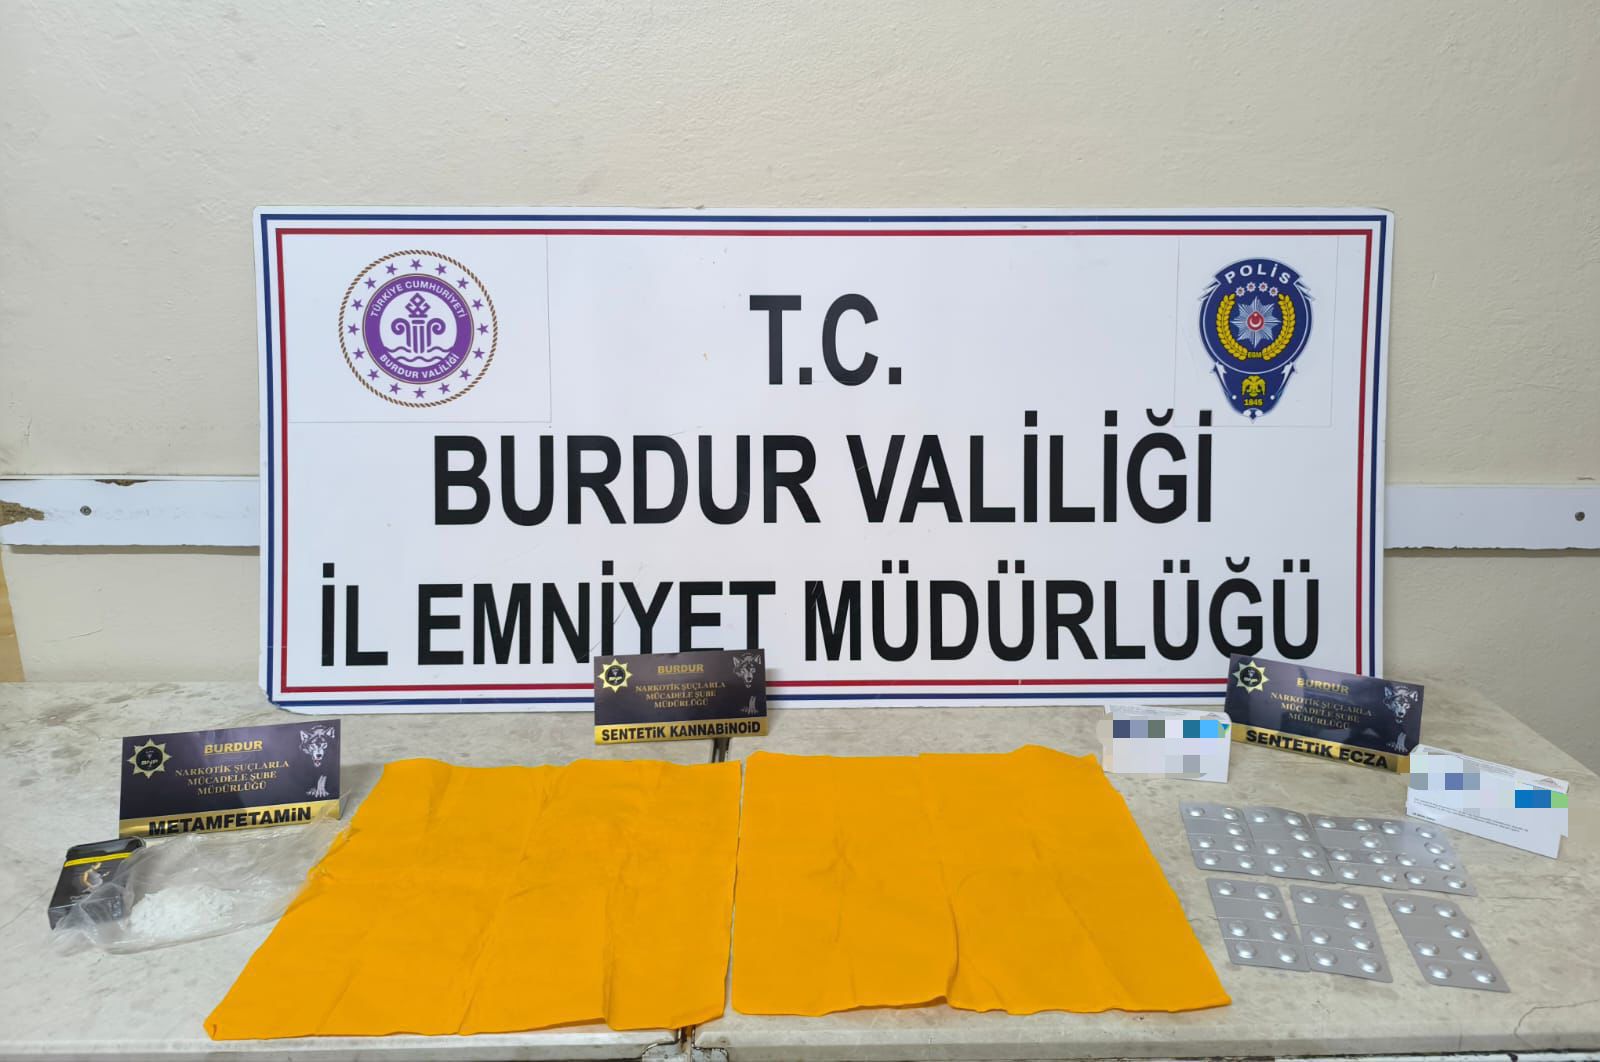 TÜRKİYE CUMHURİYETİ
BURDUR VALİLİĞİ
POLİS
EGM
1845
T.C.
BURDUR VALİLİĞİ
İL EMNİYET MÜDÜRLÜĞÜ
BURDUR
NARKOTİK SUÇLARLA
MÜCADELE ŞUBE
MÜDÜRLÜĞÜ
METAMFETAMİN
BURDUR
NARKOTİK SUÇLARLA
MÜCADELE ŞUBE
MÜDÜRLÜĞÜ
SENTETİK KANNABİNOİD
BURDUR
NARKOTİK SUÇLARLA
MÜCADELE ŞUBE
MÜDÜRLÜĞÜ
SENTETİK ECZA